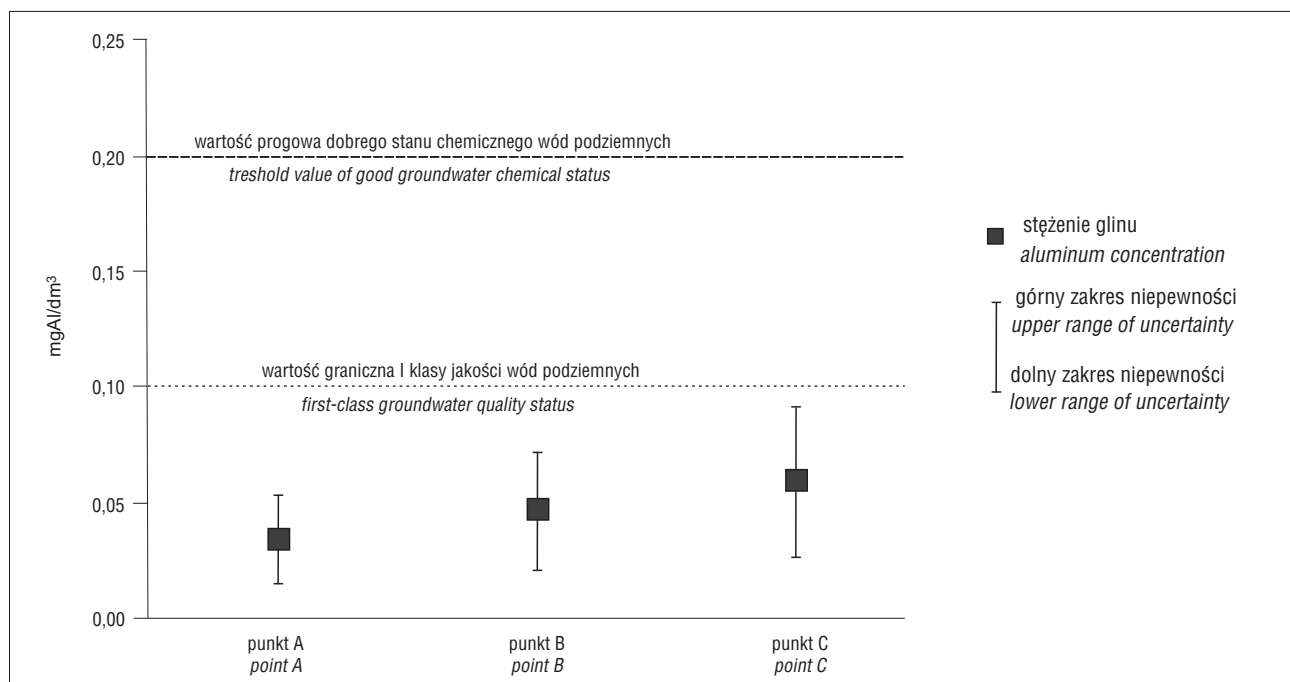 0,25
wartość progowa dobrego stanu chemicznego wód podziemnych
0,20
treshold value of good groundwater chemical status
0,15
mgAl/dm³
wartość graniczna I klasy jakości wód podziemnych
0,10
first-class groundwater quality status
0,05
0,00
punkt A
point A
punkt B
point B
punkt C
point C
stężenie glinu
aluminum concentration
górny zakres niepewności
upper range of uncertainty
dolny zakres niepewności
lower range of uncertainty